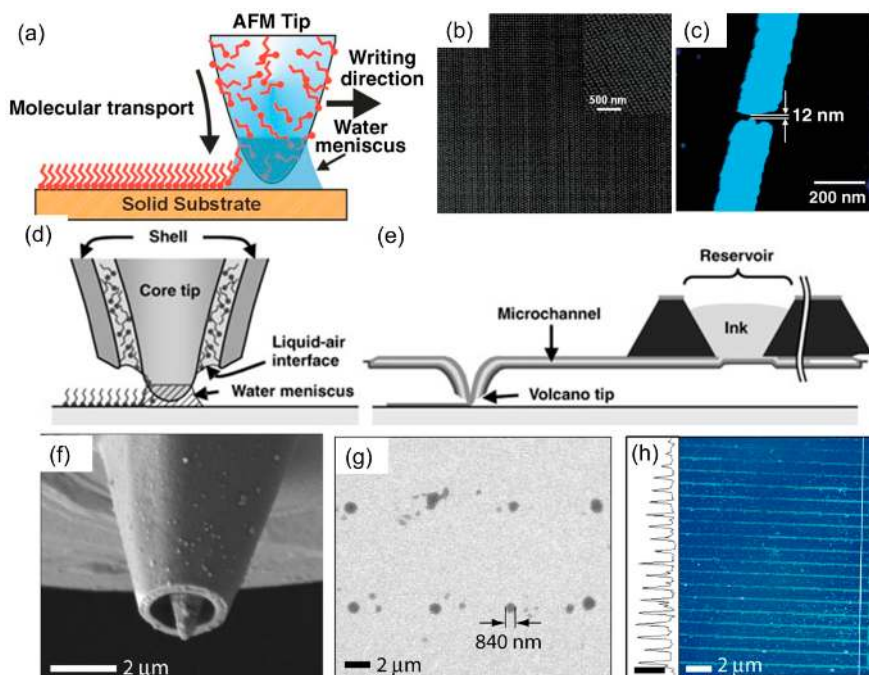 (a)
AFM Tip
Molecular transport
Writing
direction
Water
meniscus
Solid Substrate
(b)
500 nm
(c)
12 nm
200 nm
(d)
Shell
Core tip
Liquid-air
interface
Water meniscus
(e)
Reservoir
Microchannel
Ink
Volcano tip
(f)
2 μm
(g)
840 nm
2 μm
(h)
2 μm